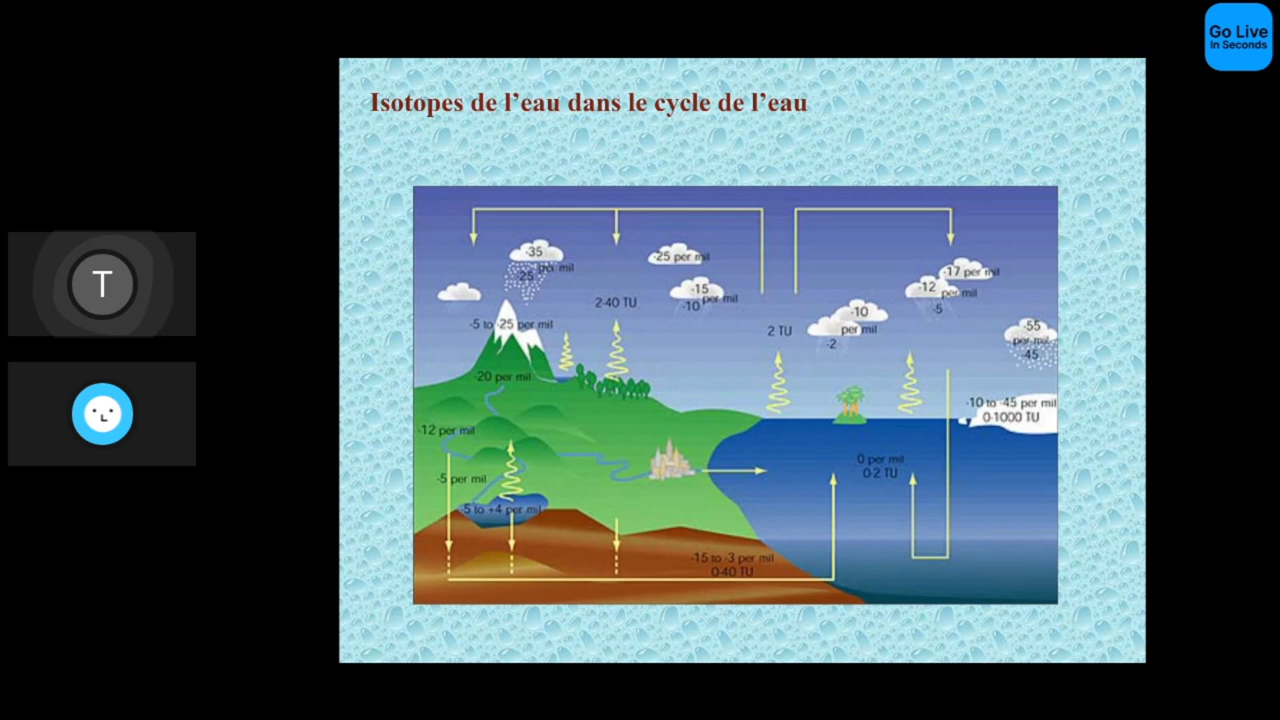 Go Live
In Seconds
Isotopes de l'eau dans le cycle de l'eau
-35
per mil
25
-25 per mil
-15
per mil
-10
2-40 TU
-5 to -25 per mil
2 TU
-10
per mil
-2
-17 per mil
-12
per mil
-5
-55
per mil
-45
-20 per mil
-10 to -45 per mil
0-1000 TU
-12 per mil
0 per mil
0-2 TU
-5 per mil
-5 to +4 per mil
-15 to -3 per mil
0-40 TU
T